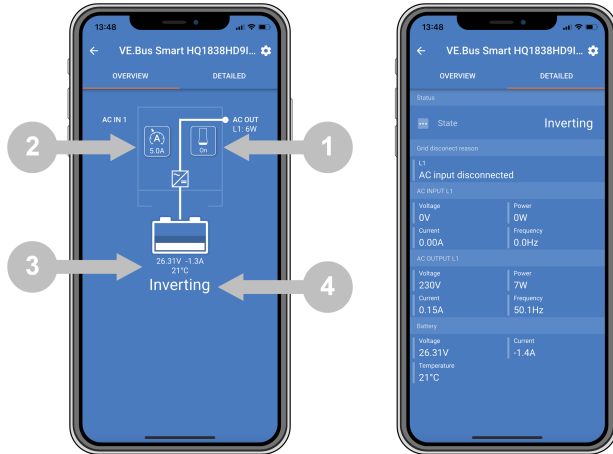 13:48
VE.Bus Smart HQ1838HD9I...
OVERVIEW DETAILED
AC IN 1
AC OUT
L1: 6W
5.0A
On
2
1
26.31V -1.3A
21°C
3
Inverting
4
13:48
VE.Bus Smart HQ1838HD9I...
OVERVIEW DETAILED
Status
State Inverting
Grid disconect reason
L1
AC input disconnected
AC INPUT L1
Voltage Power
0V 0W
Current Frequency
0.00A 0.0Hz
AC OUTPUT L1
Voltage Power
230V 7W
Current Frequency
0.15A 50.1Hz
Battery
Voltage Current
26.31V -1.4A
Temperature
21°C